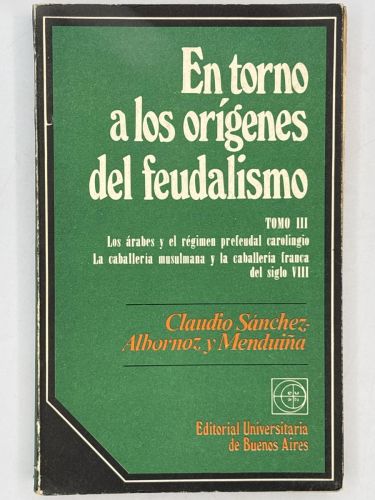 En torno
a los orígenes
del feudalismo
TOMO III
Los árabes y el régimen prefeudal carolingio
La caballería musulmana y la caballería franca
del siglo VIII
Claudio Sánchez-
Albornoz y Menduiña
Editorial Universitaria
de Buenos Aires